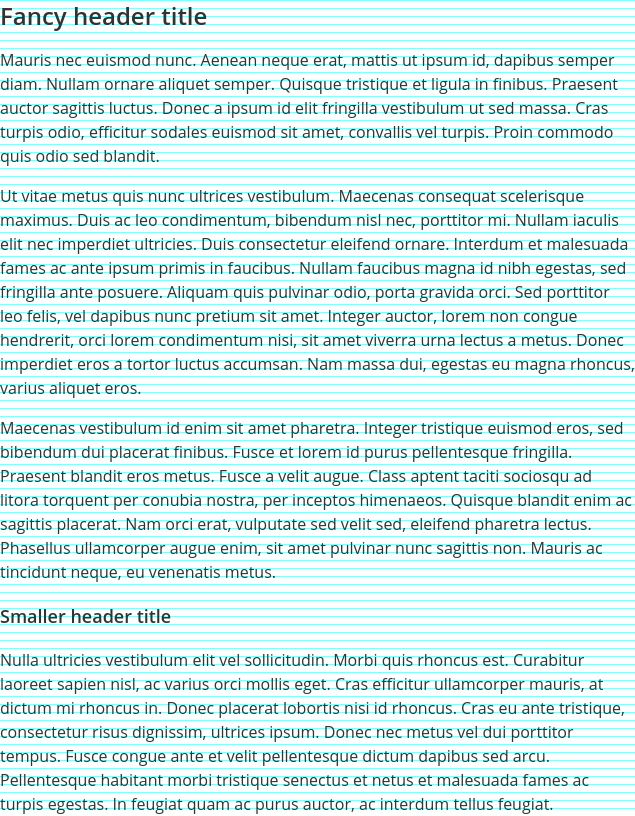 Fancy header title
Mauris nec euismod nunc. Aenean neque erat, mattis ut ipsum id, dapibus semper
diam. Nullam ornare aliquet semper. Quisque tristique et ligula in finibus. Praesent
auctor sagittis luctus. Donec a ipsum id elit fringilla vestibulum ut sed massa. Cras
turpis odio, efficitur sodales euismod sit amet, convallis vel turpis. Proin commodo
quis odio sed blandit.
Ut vitae metus quis nunc ultrices vestibulum. Maecenas consequat scelerisque
maximus. Duis ac leo condimentum, bibendum nisl nec, porttitor mi. Nullam iaculis
elit nec imperdiet ultricies. Duis consectetur eleifend ornare. Interdum et malesuada
fames ac ante ipsum primis in faucibus. Nullam faucibus magna id nibh egestas, sed
fringilla ante posuere. Aliquam quis pulvinar odio, porta gravida orci. Sed porttitor
leo felis, vel dapibus nunc pretium sit amet. Integer auctor, lorem non congue
hendrerit, orci lorem condimentum nisi, sit amet viverra urna lectus a metus. Donec
imperdiet eros a tortor luctus accumsan. Nam massa dui, egestas eu magna rhoncus,
varius aliquet eros.
Maecenas vestibulum id enim sit amet pharetra. Integer tristique euismod eros, sed
bibendum dui placerat finibus. Fusce et lorem id purus pellentesque fringilla.
Praesent blandit eros metus. Fusce a velit augue. Class aptent taciti sociosqu ad
litora torquent per conubia nostra, per inceptos himenaeos. Quisque blandit enim ac
sagittis placerat. Nam orci erat, vulputate sed velit sed, eleifend pharetra lectus.
Phasellus ullamcorper augue enim, sit amet pulvinar nunc sagittis non. Mauris ac
tincidunt neque, eu venenatis metus.
Smaller header title
Nulla ultricies vestibulum elit vel sollicitudin. Morbi quis rhoncus est. Curabitur
laoreet sapien nisl, ac varius orci mollis eget. Cras efficitur ullamcorper mauris, at
dictum mi rhoncus in. Donec placerat lobortis nisi id rhoncus. Cras eu ante tristique,
consectetur risus dignissim, ultrices ipsum. Donec nec metus vel dui porttitor
tempus. Fusce congue ante et velit pellentesque dictum dapibus sed arcu.
Pellentesque habitant morbi tristique senectus et netus et malesuada fames ac
turpis egestas. In feugiat quam ac purus auctor, ac interdum tellus feugiat.